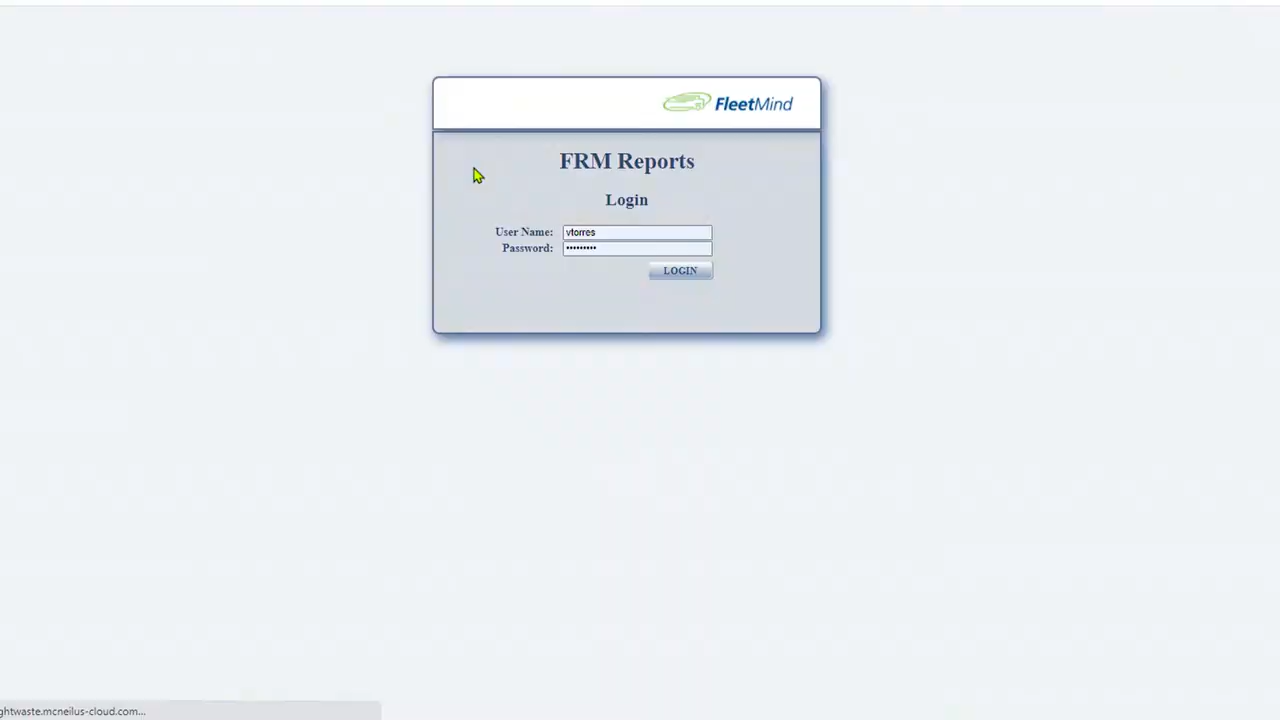 FleetMind
FRM Reports
Login
User Name: vtorres
Password: •••••••••
LOGIN
ghtwaste.mcneilus-cloud.com...